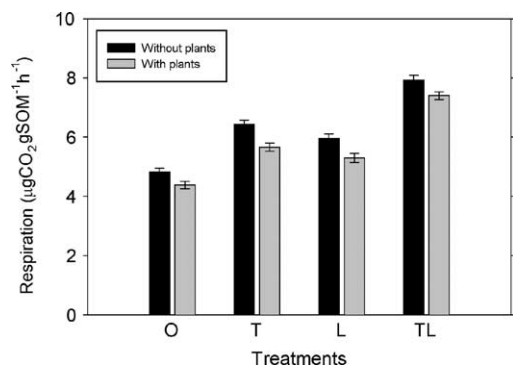 10
8
6
4
2
0
Without plants
With plants
Respiration (µgCO₂gSOM⁻¹h⁻¹)
O T L TL
Treatments